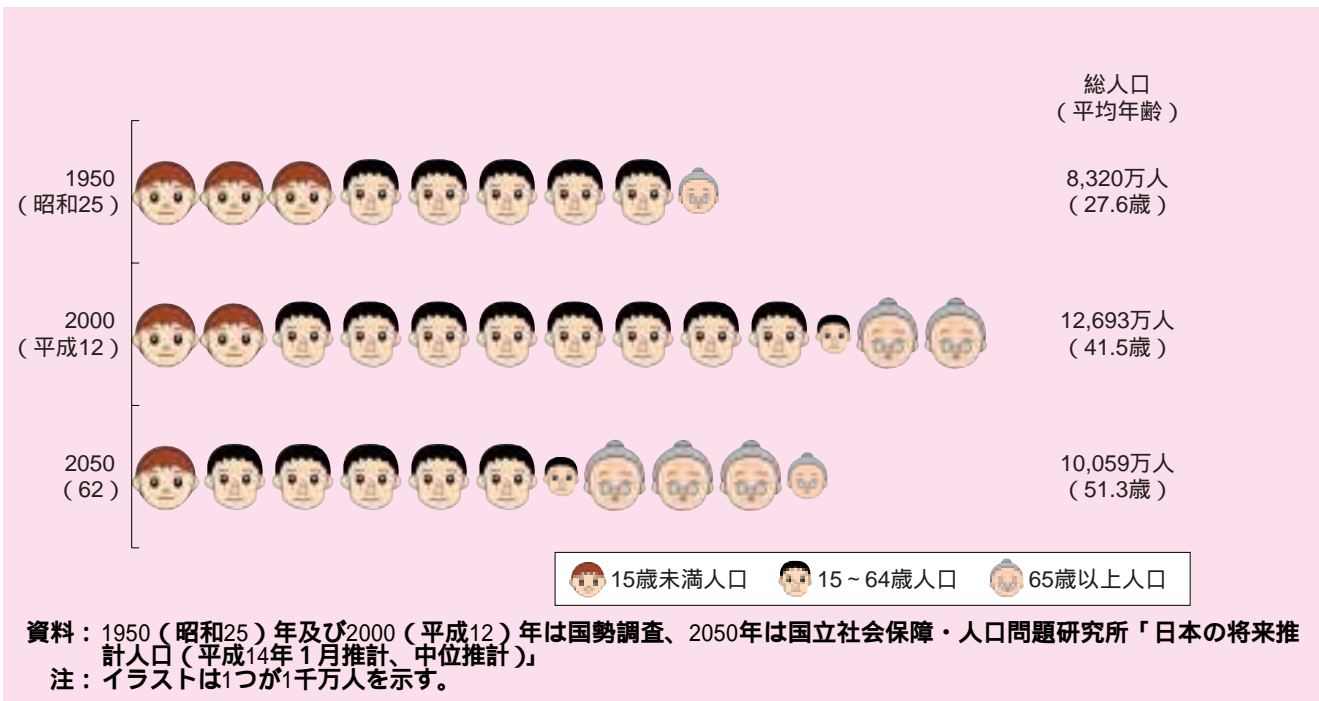 総人口
(平均年齢)
1950
(昭和25)
8,320万人
(27.6歳)
2000
(平成12)
12,693万人
(41.5歳)
2050
(62)
10,059万人
(51.3歳)
15歳未満人口 15~64歳人口 65歳以上人口
資料:1950(昭和25)年及び2000(平成12)年は国勢調査、2050年は国立社会保障・人口問題研究所「日本の将来推
計人口(平成14年1月推計、中位推計)」
注:イラストは1つが1千万人を示す。